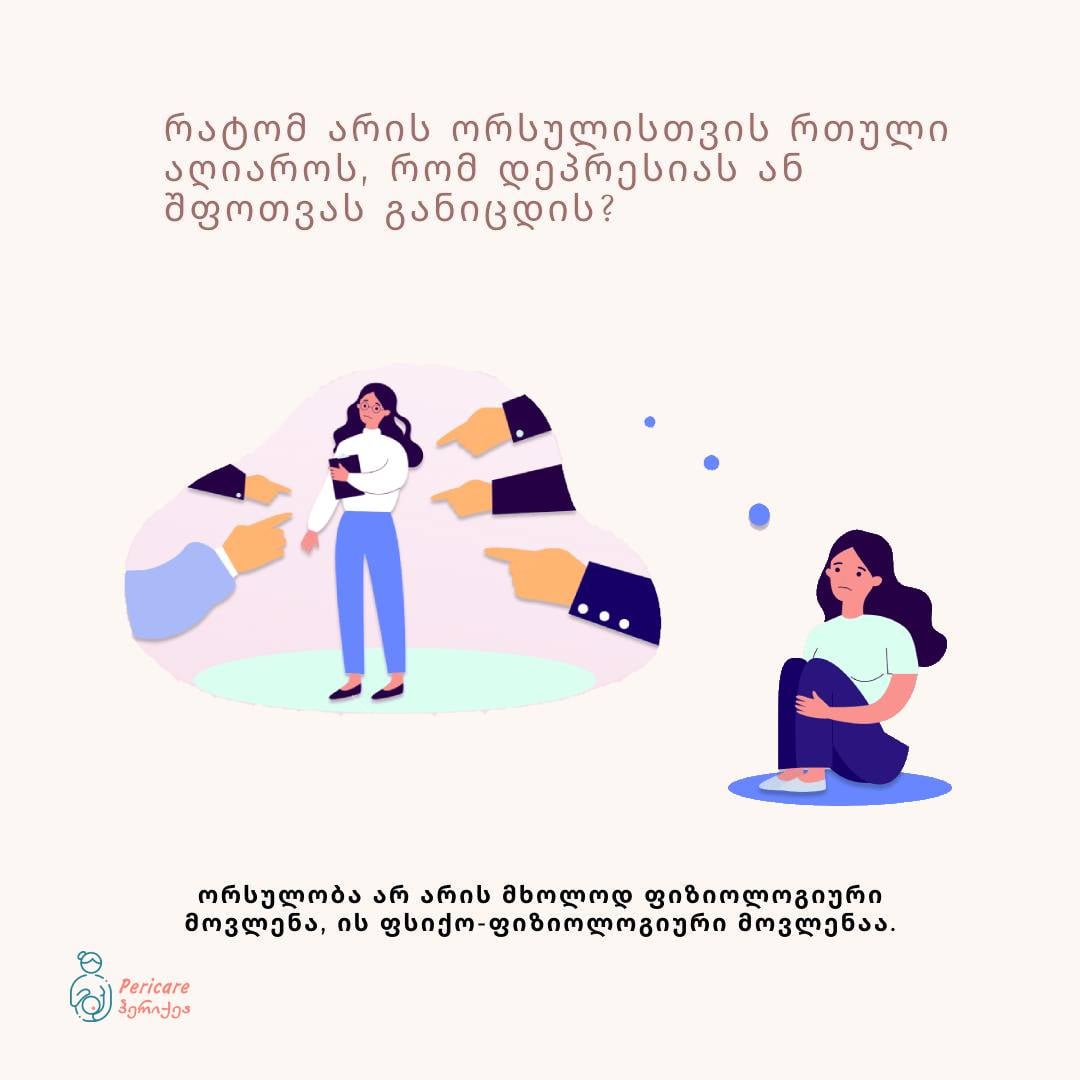 რატომ არის ორსულისთვის რთული
აღიაროს, რომ დეპრესიას ან
შფოთვას განიცდის?
ორსულობა არ არის მხოლოდ ფიზიოლოგიური
მოვლენა, ის ფსიქო-ფიზიოლოგიური მოვლენაა.
Pericare
პერიქეა